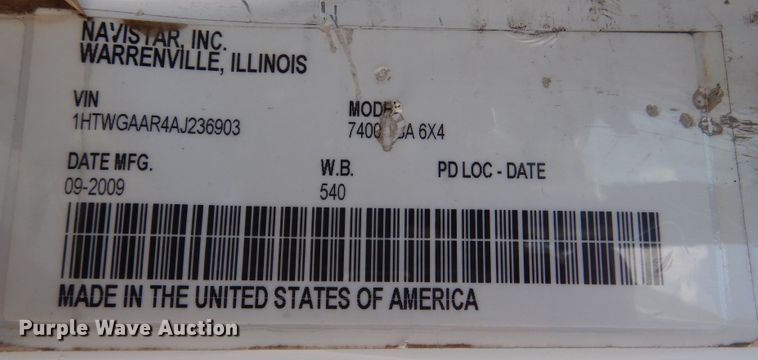 NAVISTAR, INC.
WARRENVILLE, ILLINOIS
VIN
1HTWGAAR4AJ236903
6X4
DATE MFG.
09-2009
W.B.
540
PD LOC - DATE
MADE IN THE UNITED STATES OF AMERICA
Purple Wave Auction